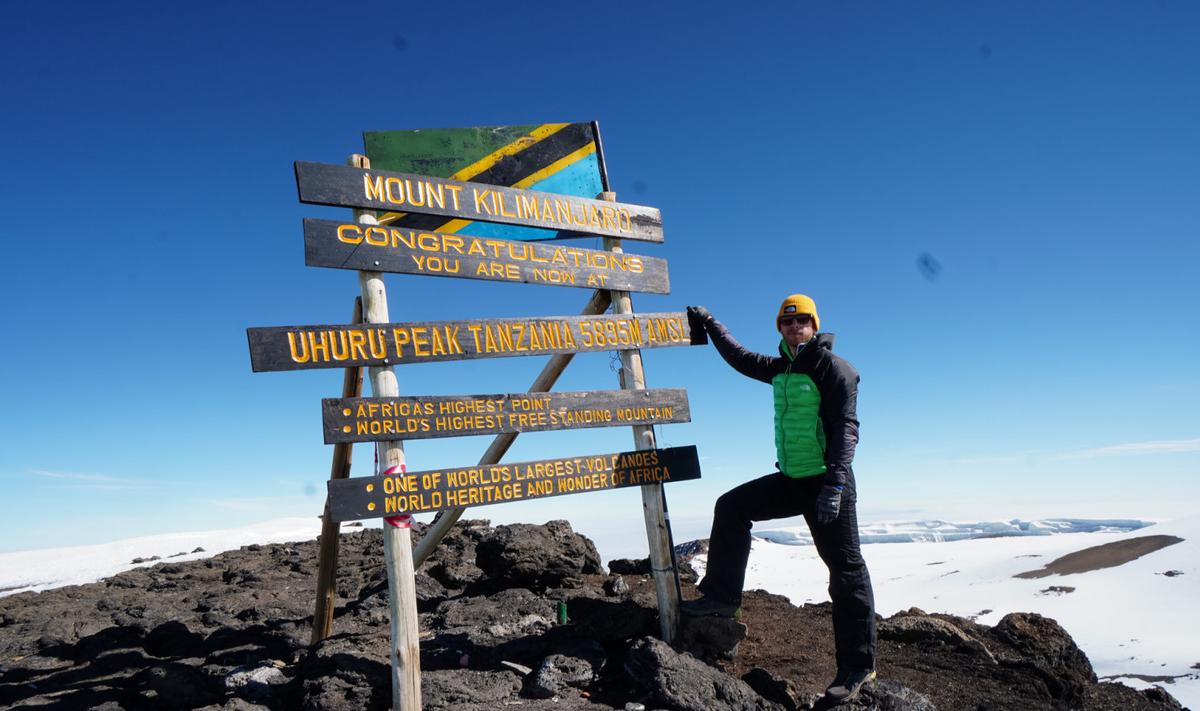 MOUNT KILIMANJARO
CONGRATULATIONS
YOU ARE NOW AT
UHURU PEAK TANZANIA 5895M AMSL
• AFRICAS HIGHEST POINT
• WORLD'S HIGHEST FREE STANDING MOUNTAIN
• ONE OF WORLD'S LARGEST VOLCANOES
• WORLD HERITAGE AND WONDER OF AFRICA